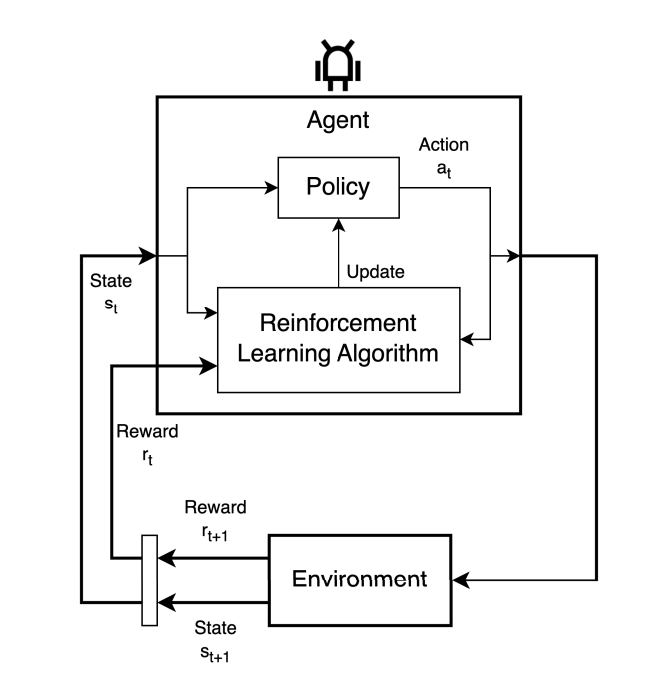 Agent
Action
a_t
Policy
Update
State
s_t
Reinforcement
Learning Algorithm
Reward
r_t
Reward
r_t+1
Environment
State
s_t+1